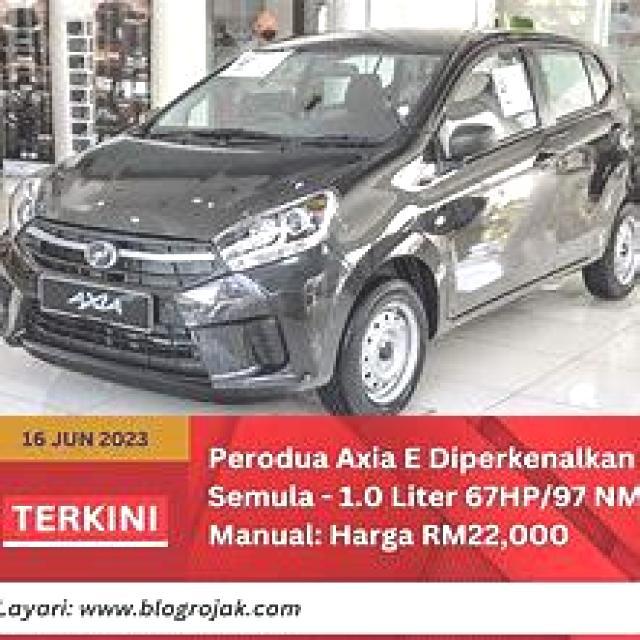 AXIA
16 JUN 2023
TERKINI
Perodua Axia E Diperkenalkan
Semula - 1.0 Liter 67HP/97 NM
Manual: Harga RM22,000
Layari: www.blogrojak.com